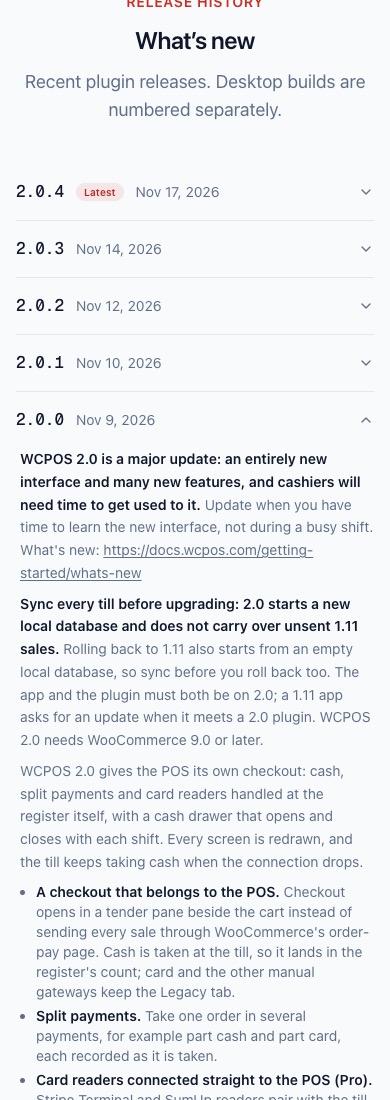 RELEASE HISTORY
What's new
Recent plugin releases. Desktop builds are
numbered separately.
2.0.4 Latest Nov 17, 2026
2.0.3 Nov 14, 2026
2.0.2 Nov 12, 2026
2.0.1 Nov 10, 2026
2.0.0 Nov 9, 2026
WCPOS 2.0 is a major update: an entirely new
interface and many new features, and cashiers will
need time to get used to it. Update when you have
time to learn the new interface, not during a busy shift.
What's new: https://docs.wcpos.com/getting-
started/whats-new
Sync every till before upgrading: 2.0 starts a new
local database and does not carry over unsent 1.11
sales. Rolling back to 1.11 also starts from an empty
local database, so sync before you roll back too. The
app and the plugin must both be on 2.0; a 1.11 app
asks for an update when it meets a 2.0 plugin. WCPOS
2.0 needs WooCommerce 9.0 or later.
WCPOS 2.0 gives the POS its own checkout: cash,
split payments and card readers handled at the
register itself, with a cash drawer that opens and
closes with each shift. Every screen is redrawn, and
the till keeps taking cash when the connection drops.
• A checkout that belongs to the POS. Checkout
opens in a tender pane beside the cart instead of
sending every sale through WooCommerce's order-
pay page. Cash is taken at the till, so it lands in the
register's count; card and the other manual
gateways keep the Legacy tab.
• Split payments. Take one order in several
payments, for example part cash and part card,
each recorded as it is taken.
• Card readers connected straight to the POS (Pro).
Stripe Terminal and SumUp readers pair with the till